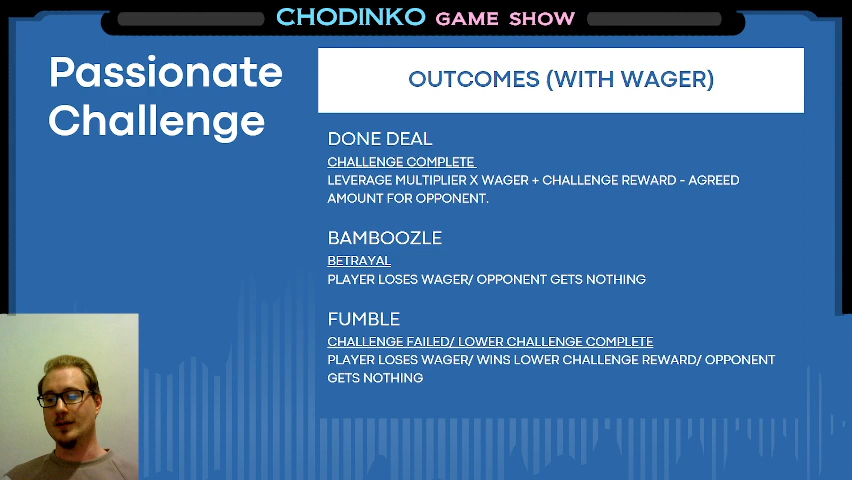 CHODINKO GAME SHOW
Passionate
Challenge
OUTCOMES (WITH WAGER)
DONE DEAL
CHALLENGE COMPLETE
LEVERAGE MULTIPLIER X WAGER + CHALLENGE REWARD - AGREED
AMOUNT FOR OPPONENT.
BAMBOOZLE
BETRAYAL
PLAYER LOSES WAGER/ OPPONENT GETS NOTHING
FUMBLE
CHALLENGE FAILED/ LOWER CHALLENGE COMPLETE
PLAYER LOSES WAGER/ WINS LOWER CHALLENGE REWARD/ OPPONENT
GETS NOTHING